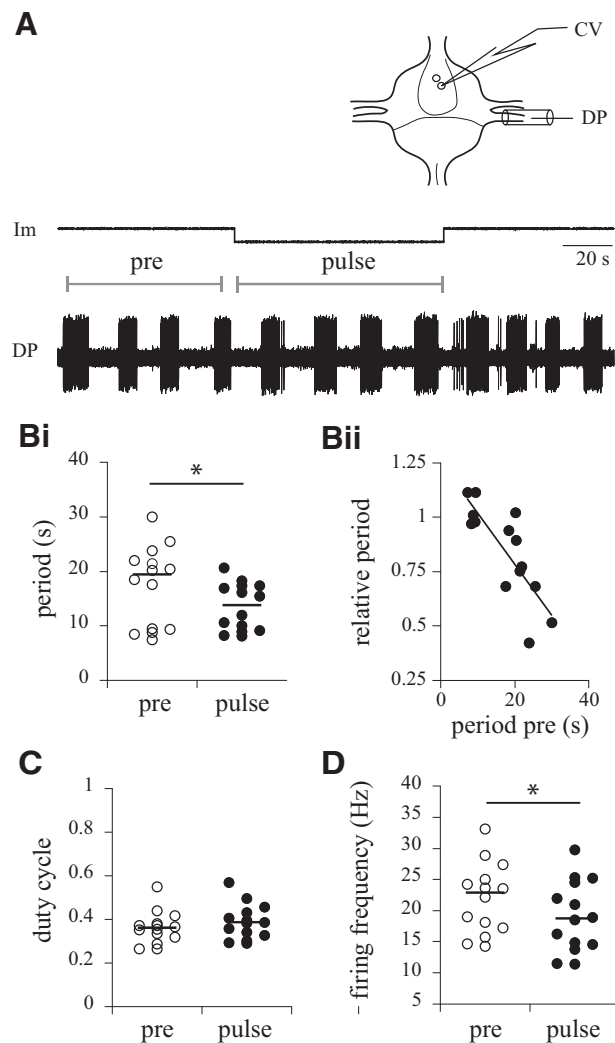 A
CV
DP
Im
20 s
pre
pulse
DP
Bi
Bii
40
30
20
10
0
period (s)
*
pre
pulse
1.25
1
0.75
0.5
0.25
relative period
0
20
40
period pre (s)
C
D
1
0.8
0.6
0.4
0.2
0
duty cycle
pre
pulse
40
35
30
25
20
15
10
5
firing frequency (Hz)
*
pre
pulse